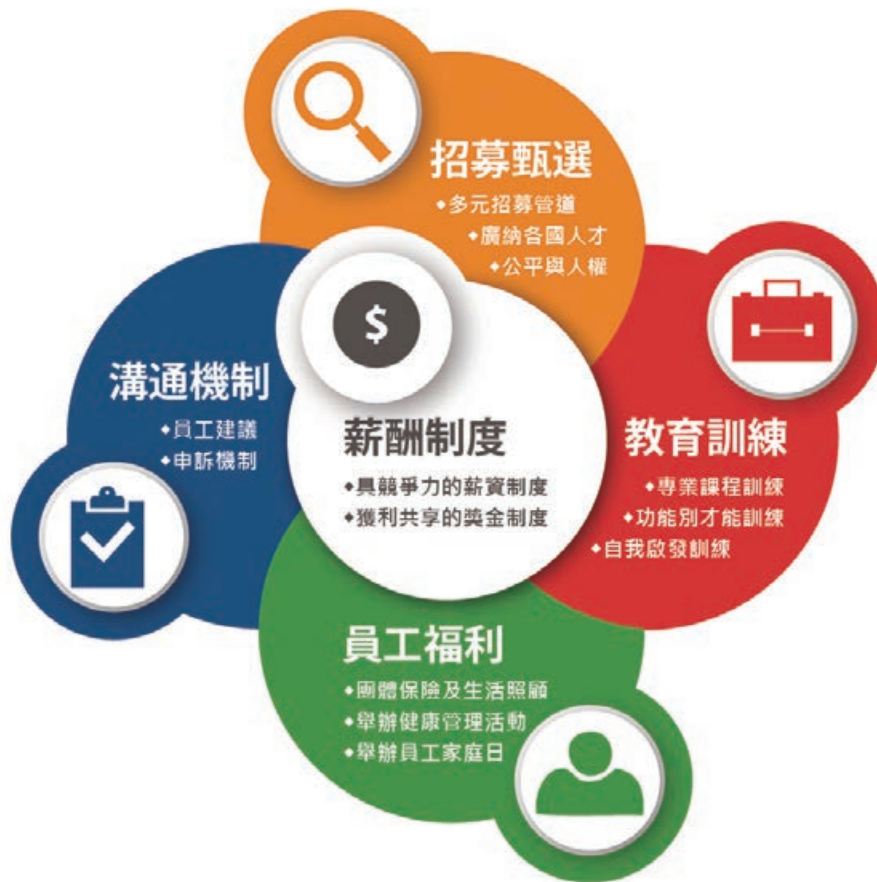 招募甄選
◆多元招募管道
◆廣納各國人才
◆公平與人權
$
溝通機制
◆員工建議
◆申訴機制
薪酬制度
◆具競爭力的薪資制度
◆獲利共享的獎金制度
教育訓練
◆專業課程訓練
◆功能別才能訓練
◆自我啟發訓練
員工福利
◆團體保險及生活照顧
◆舉辦健康管理活動
◆舉辦員工家庭日